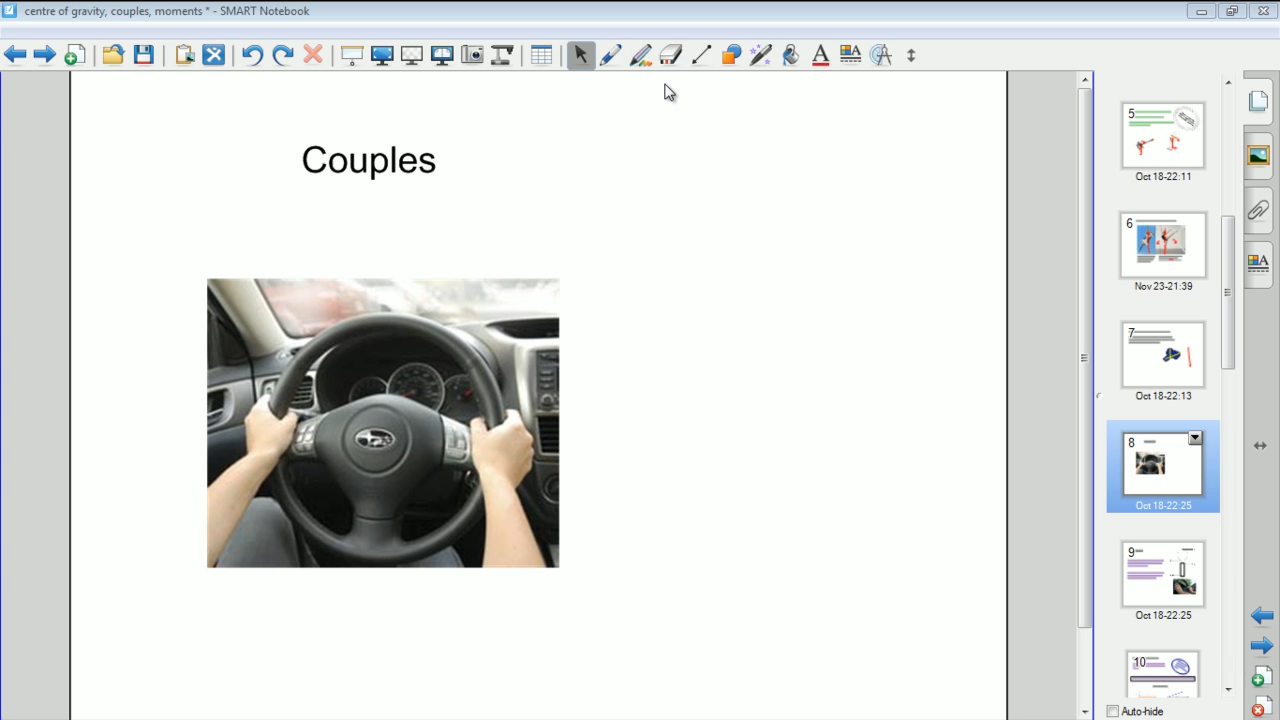 centre of gravity, couples, moments * - SMART Notebook
Couples
5
Oct 18-22:11
6
Nov 23-21:39
7
Oct 18-22:13
8
Oct 18-22:25
9
Oct 18-22:25
10
Auto-hide